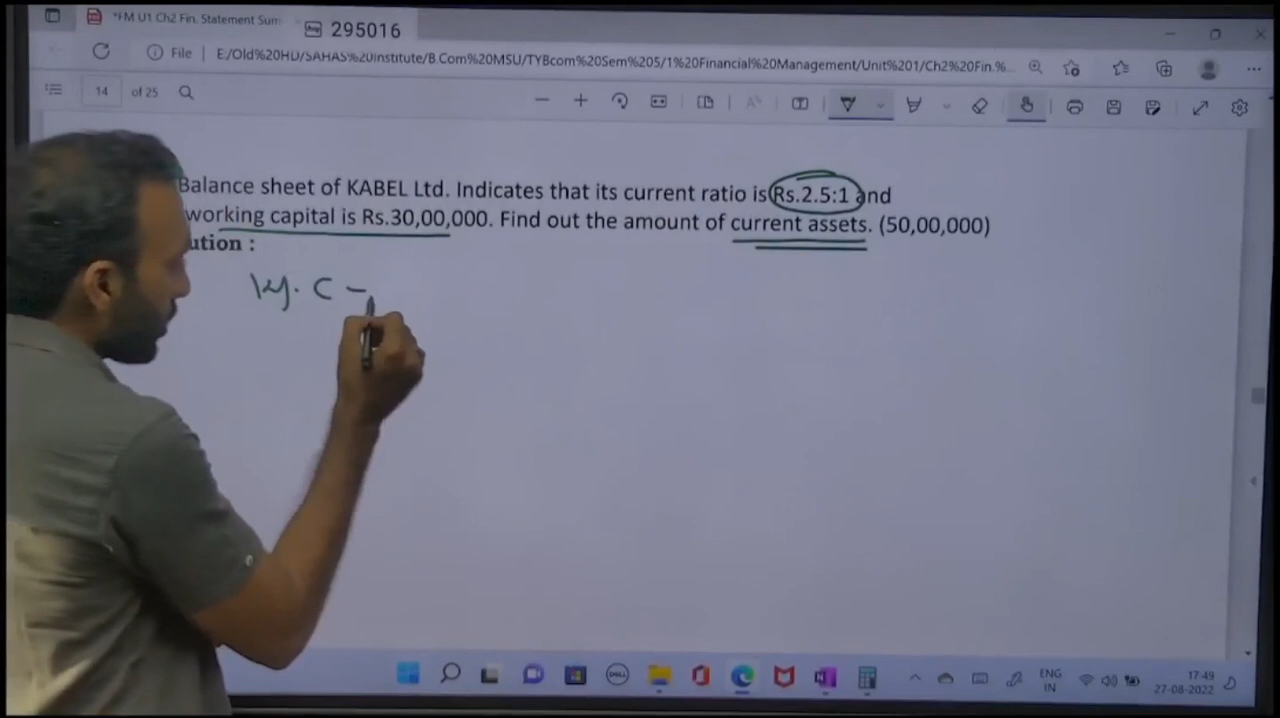 *FM U1 Ch2 Fin. Statement Sum
295016
File
E:/Old%20HD/SAHAS%20Institute/B.Com%20MSU/TYBcom%20Sem%205/1%20Financial%20Management/Unit%201/Ch2%20Fin.%...
14 of 25
Balance sheet of KABEL Ltd. Indicates that its current ratio is Rs.2.5:1 and
working capital is Rs.30,00,000. Find out the amount of current assets. (50,00,000)
ution :
W. C -
DELL
ENG
IN
17:49
27-08-2022